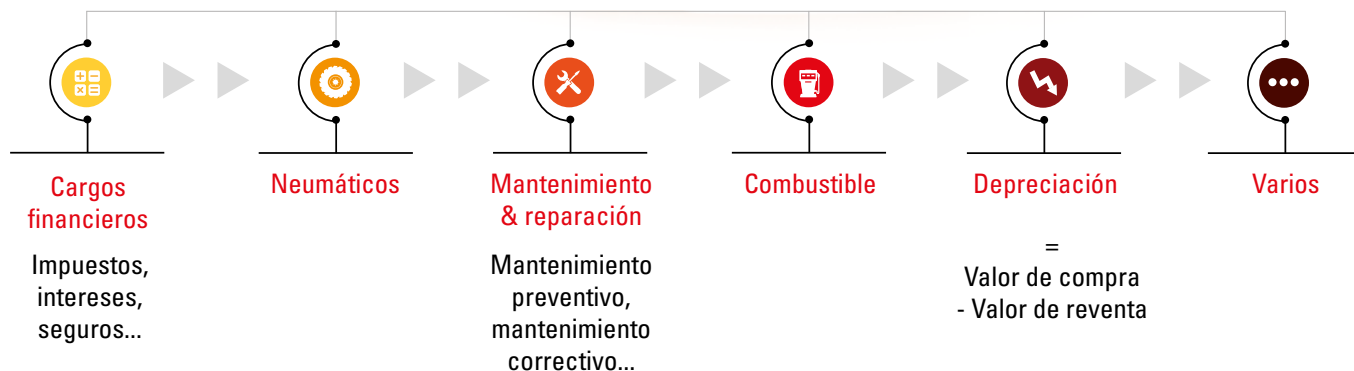 Cargos
financieros
Impuestos,
intereses,
seguros...
Neumáticos
Mantenimiento
& reparación
Mantenimiento
preventivo,
mantenimiento
correctivo...
Combustible
Depreciación
=
Valor de compra
- Valor de reventa
Varios